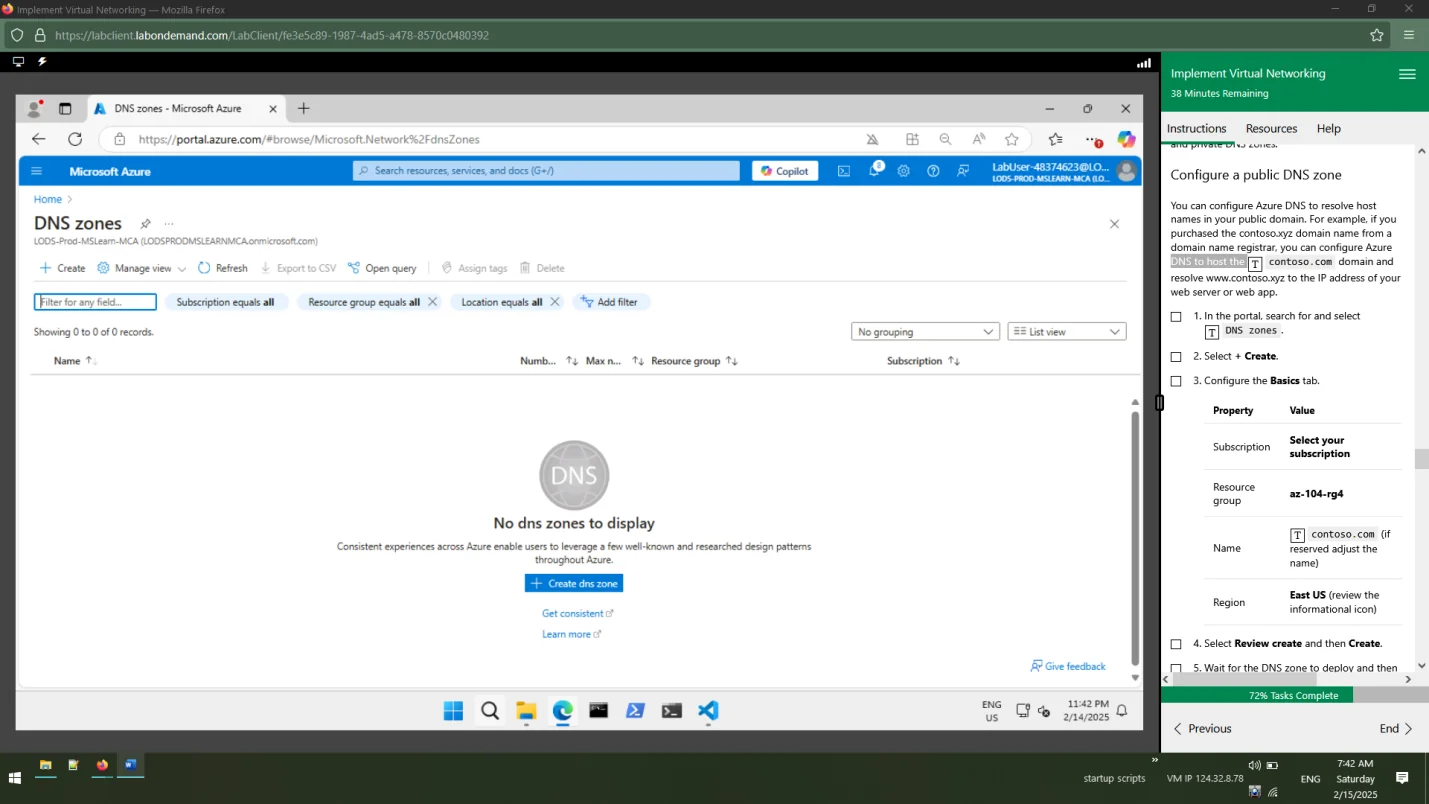 Implement Virtual Networking — Mozilla Firefox
https://labclient.labondemand.com/LabClient/fe3e5c89-1987-4ad5-a478-8570c0480392
DNS zones - Microsoft Azure
https://portal.azure.com/#browse/Microsoft.Network%2FdnsZones
Microsoft Azure
Search resources, services, and docs (G+/)
Copilot
LabUser-48374623@LO...
LODS-PROD-MSLEARN-MCA (LO...
Home
DNS zones
LODS-Prod-MSLearn-MCA (LODSPRODMSLEARNMCA.onmicrosoft.com)
Create
Manage view
Refresh
Export to CSV
Open query
Assign tags
Delete
Filter for any field...
Subscription equals all
Resource group equals all
Location equals all
Add filter
Showing 0 to 0 of 0 records.
No grouping
List view
Name
Numb...
Max n...
Resource group
Subscription
DNS
No dns zones to display
Consistent experiences across Azure enable users to leverage a few well-known and researched design patterns
throughout Azure.
Create dns zone
Get consistent
Learn more
Give feedback
ENG
US
11:42 PM
2/14/2025
Implement Virtual Networking
38 Minutes Remaining
Instructions
Resources
Help
and private DNS zones.
Configure a public DNS zone
You can configure Azure DNS to resolve host
names in your public domain. For example, if you
purchased the contoso.xyz domain name from a
domain name registrar, you can configure Azure
DNS to host the T contoso.com domain and
resolve www.contoso.xyz to the IP address of your
web server or web app.
1. In the portal, search for and select
T DNS zones.
2. Select + Create.
3. Configure the Basics tab.
Property Value
Subscription Select your
subscription
Resource
group
az-104-rg4
Name
T contoso.com (if
reserved adjust the
name)
Region
East US (review the
informational icon)
4. Select Review create and then Create.
5. Wait for the DNS zone to deploy and then
72% Tasks Complete
Previous
End
startup scripts
VM IP 124.32.8.78
ENG
7:42 AM
Saturday
2/15/2025